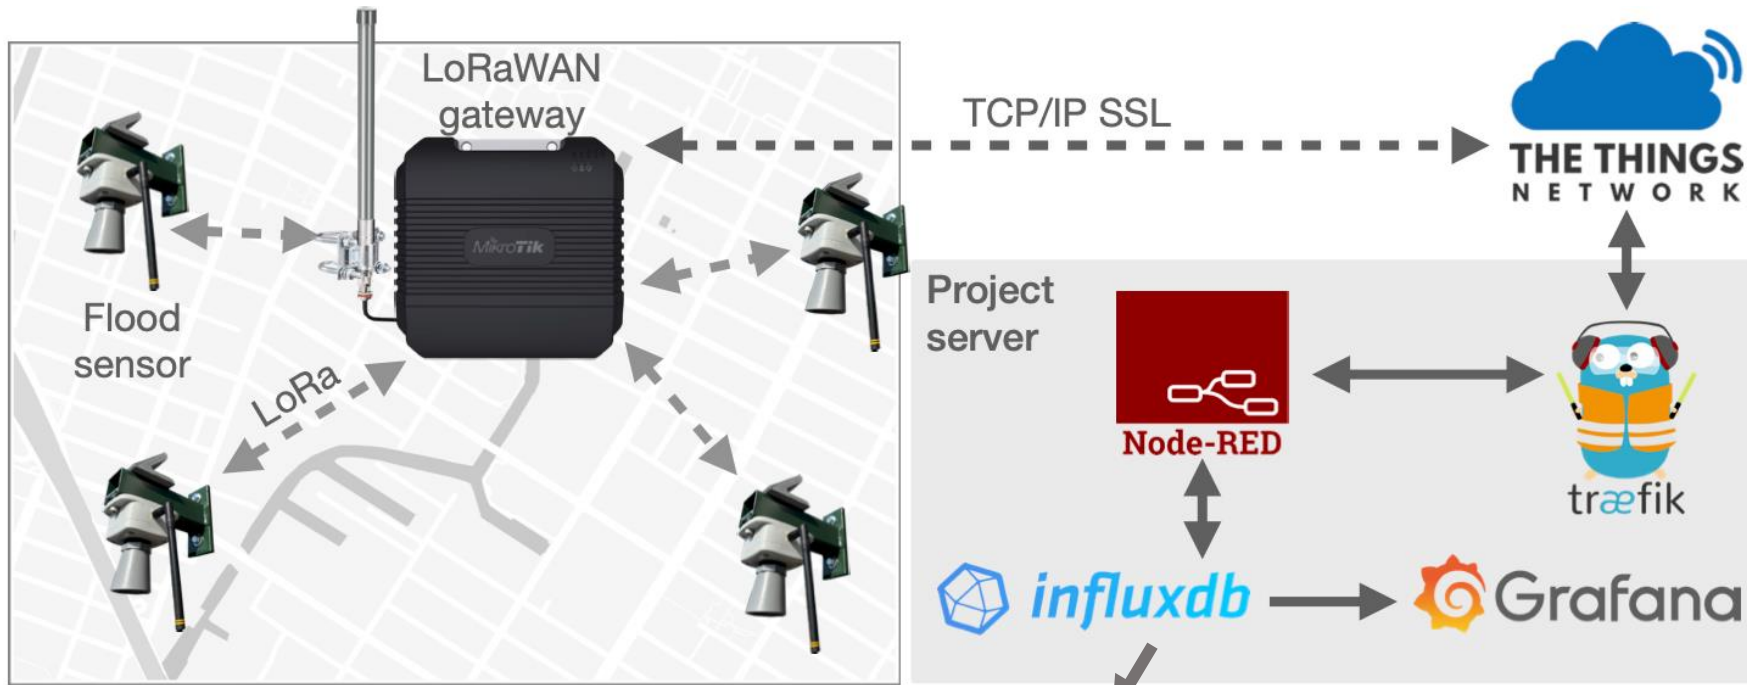 LoRaWAN
gateway
TCP/IP SSL
THE THINGS
NETWORK
MikroTik
Flood
sensor
LoRa
Project
server
Node-RED
træfik
influxdb
Grafana